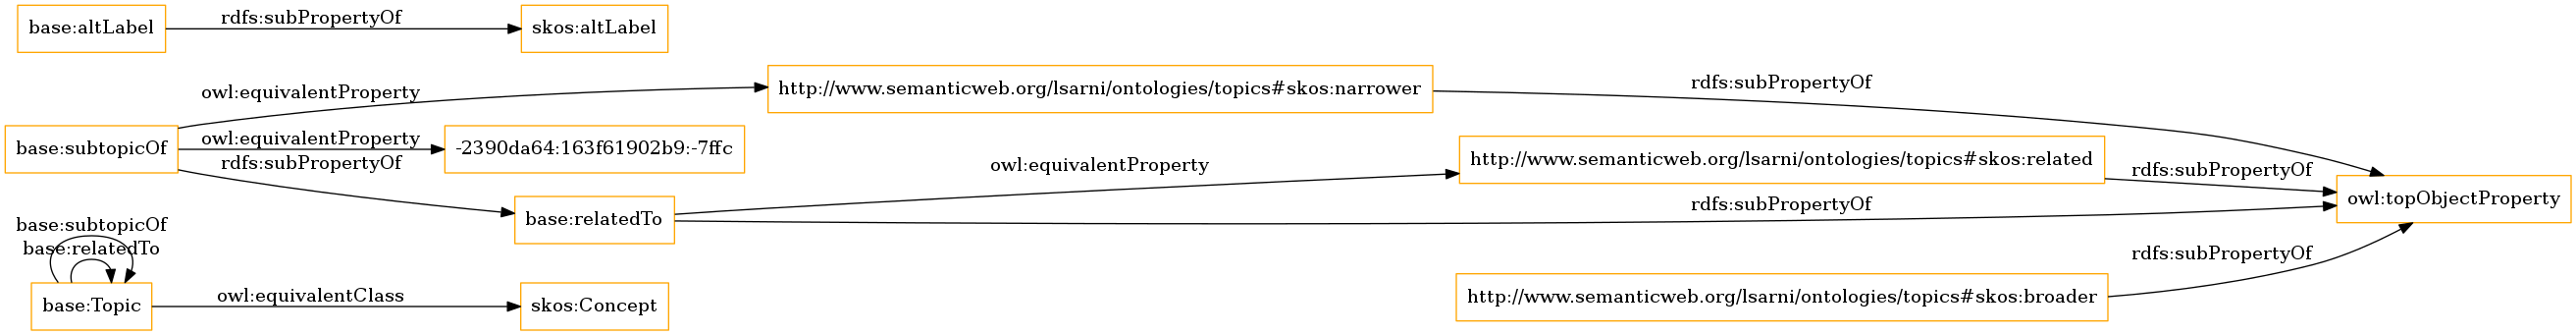 base:altLabel
rdfs:subPropertyOf
skos:altLabel
base:subtopicOf
owl:equivalentProperty
http://www.semanticweb.org/lsarni/ontologies/topics#skos:narrower
rdfs:subPropertyOf
owl:equivalentProperty
-2390da64:163f61902b9:-7ffc
rdfs:subPropertyOf
base:relatedTo
owl:equivalentProperty
http://www.semanticweb.org/lsarni/ontologies/topics#skos:related
rdfs:subPropertyOf
rdfs:subPropertyOf
owl:topObjectProperty
base:subtopicOf
base:relatedTo
base:Topic
owl:equivalentClass
skos:Concept
http://www.semanticweb.org/lsarni/ontologies/topics#skos:broader
rdfs:subPropertyOf